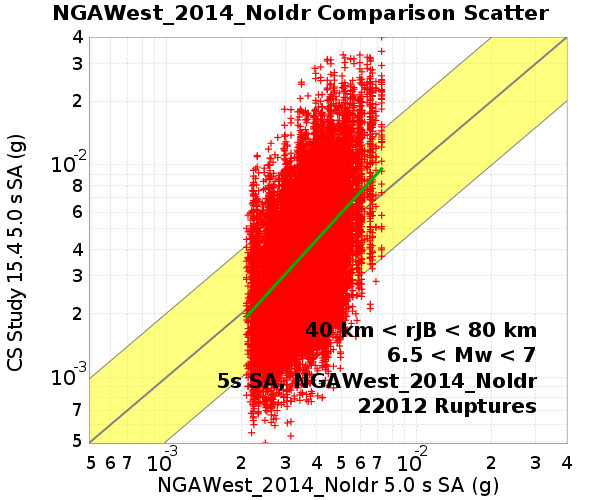 NGAWest_2014_NoIdr Comparison Scatter
4
3
2
10-2
8
6
4
3
2
10-3
7
5
CS Study 15.4 5.0 s SA (g)
40 km < rJB < 80 km
6.5 < Mw < 7
5s SA, NGAWest_2014_NoIdr
22012 Ruptures
5 6 7 10-3 2 3 4 5 6 7 10-2 2 3 4
NGAWest_2014_NoIdr 5.0 s SA (g)